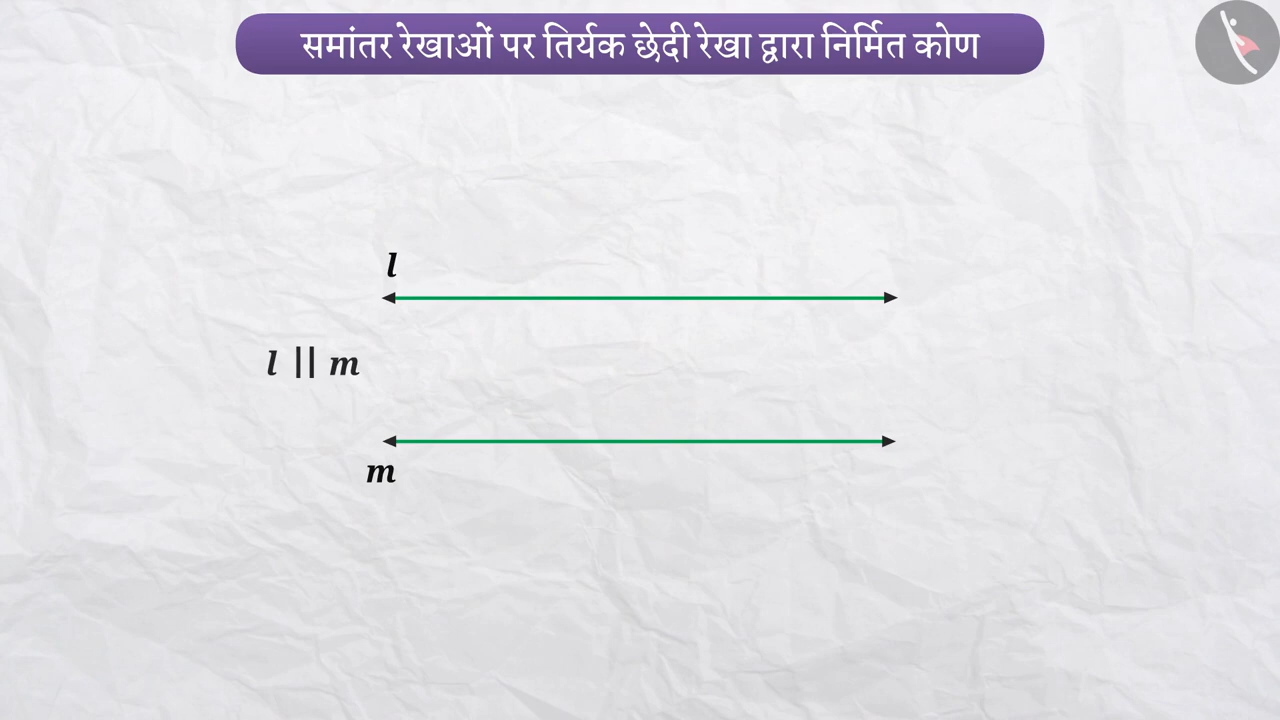 समांतर रेखाओं पर तिर्यक छेदी रेखा द्वारा निर्मित कोण
l
l || m
m